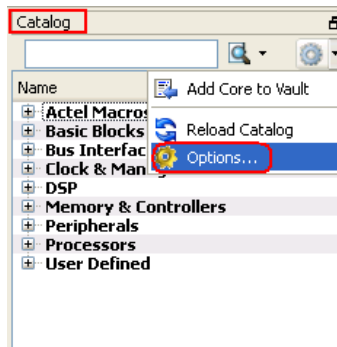 Catalog
Name
Add Core to Vault
Actel Macros
Basic Blocks
Reload Catalog
Bus Interfac
Options...
Clock & Man
DSP
Memory & Controllers
Peripherals
Processors
User Defined